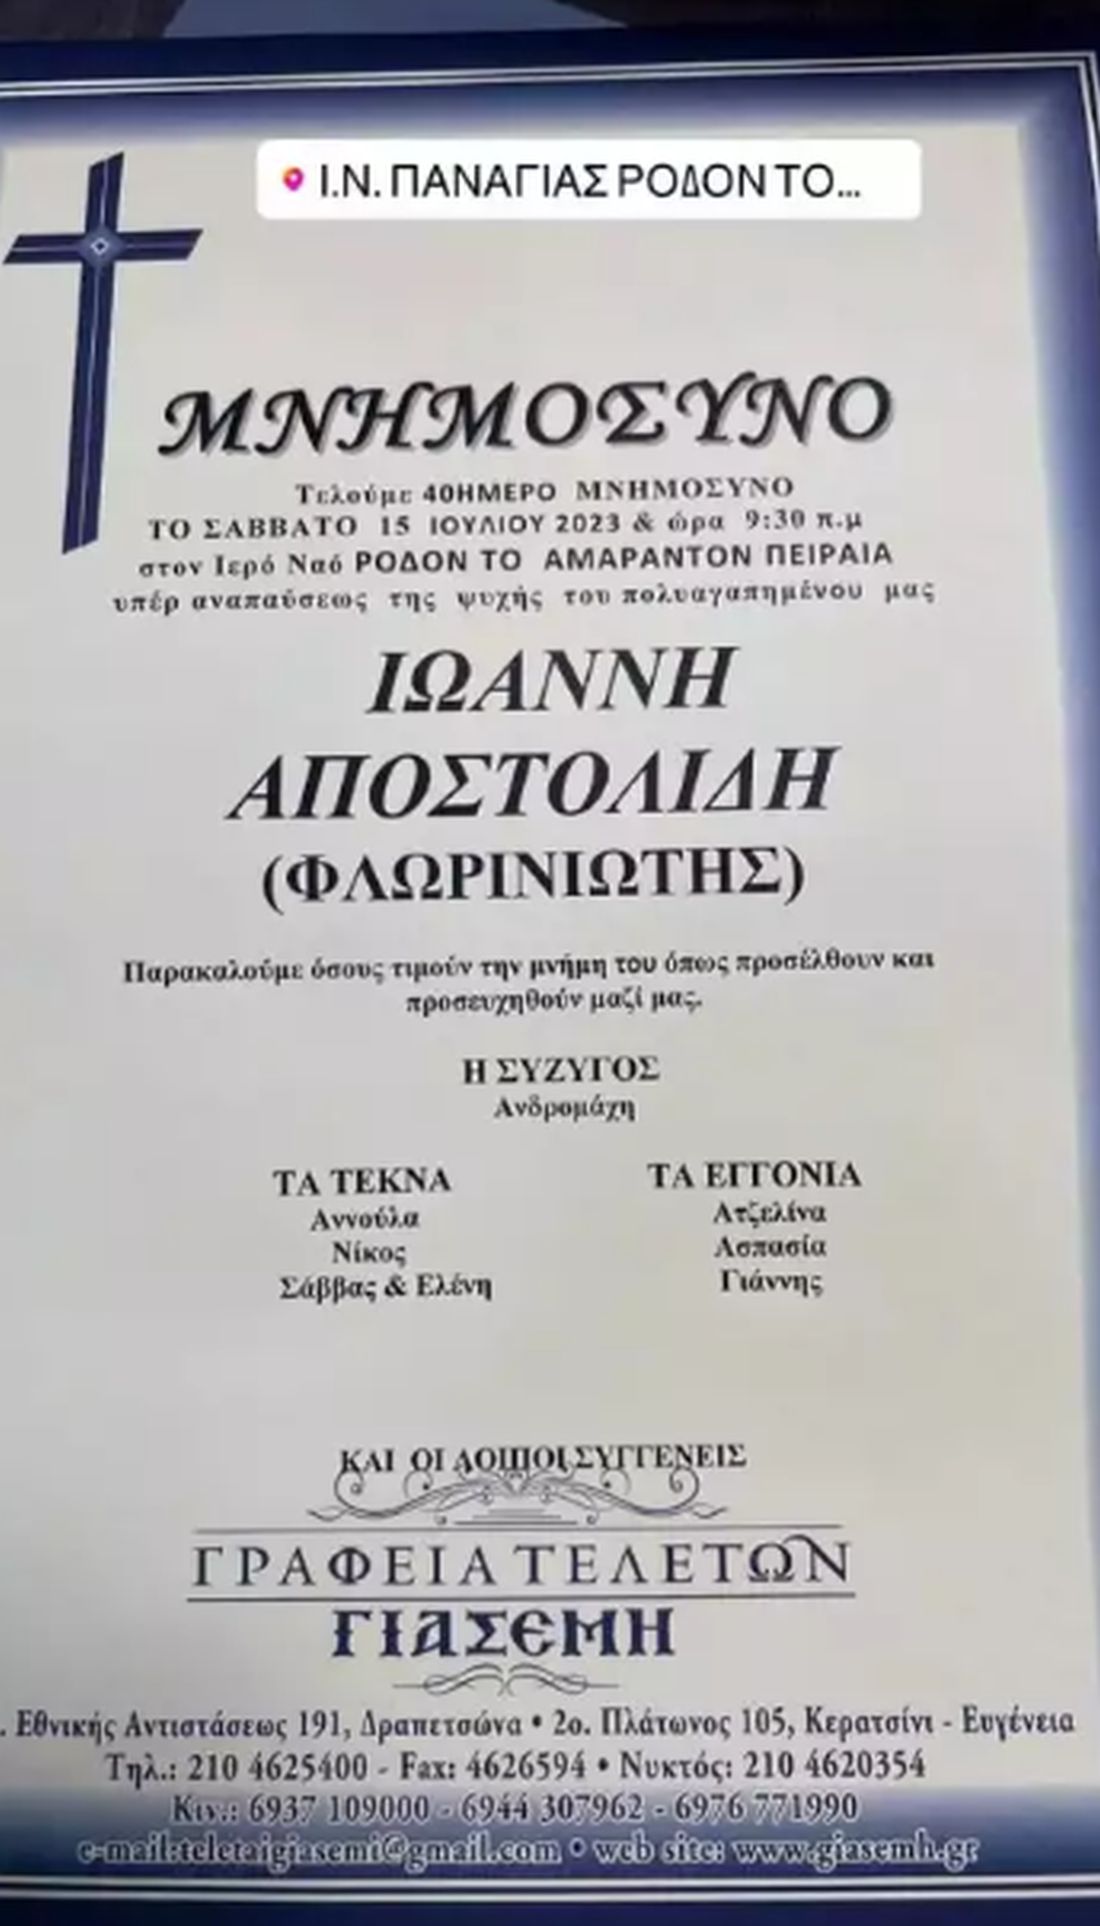 Ι.Ν. ΠΑΝΑΓΙΑΣ ΡΟΔΟΝ ΤΟ...
ΜΝΗΜΟΣΥΝΟ
Τελούμε 40ΗΜΕΡΟ ΜΝΗΜΟΣΥΝΟ
ΤΟ ΣΑΒΒΑΤΟ 15 ΙΟΥΛΙΟΥ 2023 & ώρα 9:30 π.μ
στον Ιερό Ναό ΡΟΔΟΝ ΤΟ ΑΜΑΡΑΝΤΟΝ ΠΕΙΡΑΙΑ
υπέρ αναπαύσεως της ψυχής του πολυαγαπημένου μας
ΙΩΑΝΝΗ
ΑΠΟΣΤΟΛΙΔΗ
(ΦΛΩΡΙΝΙΩΤΗΣ)
Παρακαλούμε όσους τιμούν την μνήμη του όπως προσέλθουν και
προσευχηθούν μαζί μας.
Η ΣΥΖΥΓΟΣ
Ανδρομάχη
ΤΑ ΤΕΚΝΑ
Αννούλα
Νίκος
Σάββας & Ελένη
ΤΑ ΕΓΓΟΝΙΑ
Ατζελίνα
Ασπασία
Γιάννης
ΚΑΙ ΟΙ ΛΟΙΠΟΙ ΣΥΓΓΕΝΕΙΣ
ΓΡΑΦΕΙΑ ΤΕΛΕΤΩΝ
ΓΙΑΣΕΜΗ
. Εθνικής Αντιστάσεως 191, Δραπετσώνα • 2ο. Πλάτωνος 105, Κερατσίνι - Ευγένεια
Τηλ.: 210 4625400 - Fax: 4626594 • Νυκτός: 210 4620354
Κιν.: 6937 109000 - 6944 307962 - 6976 771990
e-mail:teletaigiasemi@gmail.com • web site: www.giasemh.gr